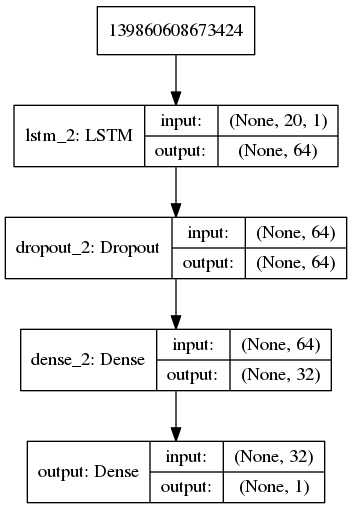 139860608673424
lstm_2: LSTM
input:
(None, 20, 1)
output:
(None, 64)
dropout_2: Dropout
input:
(None, 64)
output:
(None, 64)
dense_2: Dense
input:
(None, 64)
output:
(None, 32)
output: Dense
input:
(None, 32)
output:
(None, 1)